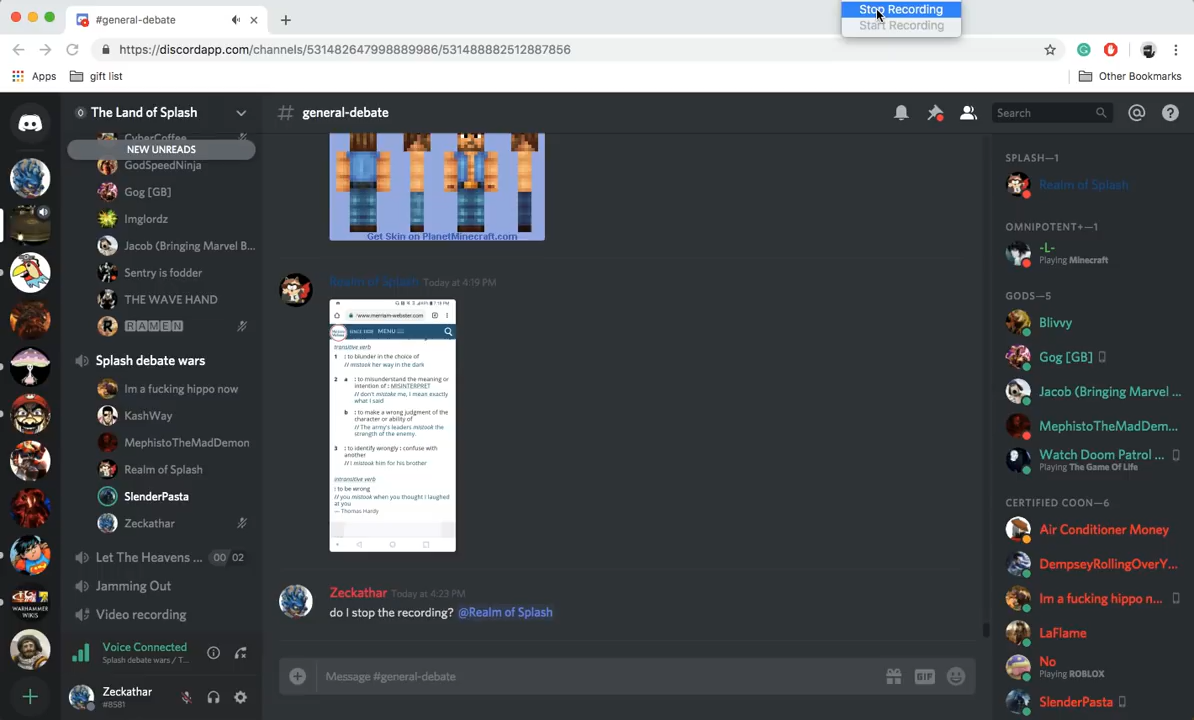 Stop Recording
Start Recording
#general-debate
https://discordapp.com/channels/531482647998889986/531488882512887856
Apps
gift list
Other Bookmarks
The Land of Splash
general-debate
Search
CyberCoffee
NEW UNREADS
GodSpeedNinja
Gog [GB]
Imglordz
Jacob (Bringing Marvel B...
Sentry is fodder
THE WAVE HAND
R RAMEN
Splash debate wars
Im a fucking hippo now
KashWay
MephistoTheMadDemon
Realm of Splash
SlenderPasta
Zeckathar
Let The Heavens ... 00 02
Jamming Out
Video recording
Voice Connected
Splash debate wars / T...
Zeckathar
#8581
Get Skin on PlanetMinecraft.com
Realm of Splash Today at 4:19 PM
www.merriam-webster.com
SINCE 1828 MENU
transitive verb
1 : to blunder in the choice of
// mistook her way in the dark
2 a : to misunderstand the meaning or
intention of : MISINTERPRET
// don't mistake me, I mean exactly
what I said
b : to make a wrong judgment of the
character or ability of
// The army's leaders mistook the
strength of the enemy.
3 : to identify wrongly : confuse with
another
// I mistook him for his brother
intransitive verb
: to be wrong
// you mistook when you thought I laughed
at you
— Thomas Hardy
Zeckathar Today at 4:23 PM
do I stop the recording? @Realm of Splash
Message #general-debate
GIF
SPLASH—1
Realm of Splash
OMNIPOTENT+—1
-L-
Playing Minecraft
GODS—5
Blivvy
Gog [GB]
Jacob (Bringing Marvel ...
MephistoTheMadDem...
Watch Doom Patrol ...
Playing The Game Of Life
CERTIFIED COON—6
Air Conditioner Money
DempseyRollingOverY...
Im a fucking hippo n...
LaFlame
No
Playing ROBLOX
SlenderPasta
WARHAMMER
WIKIS